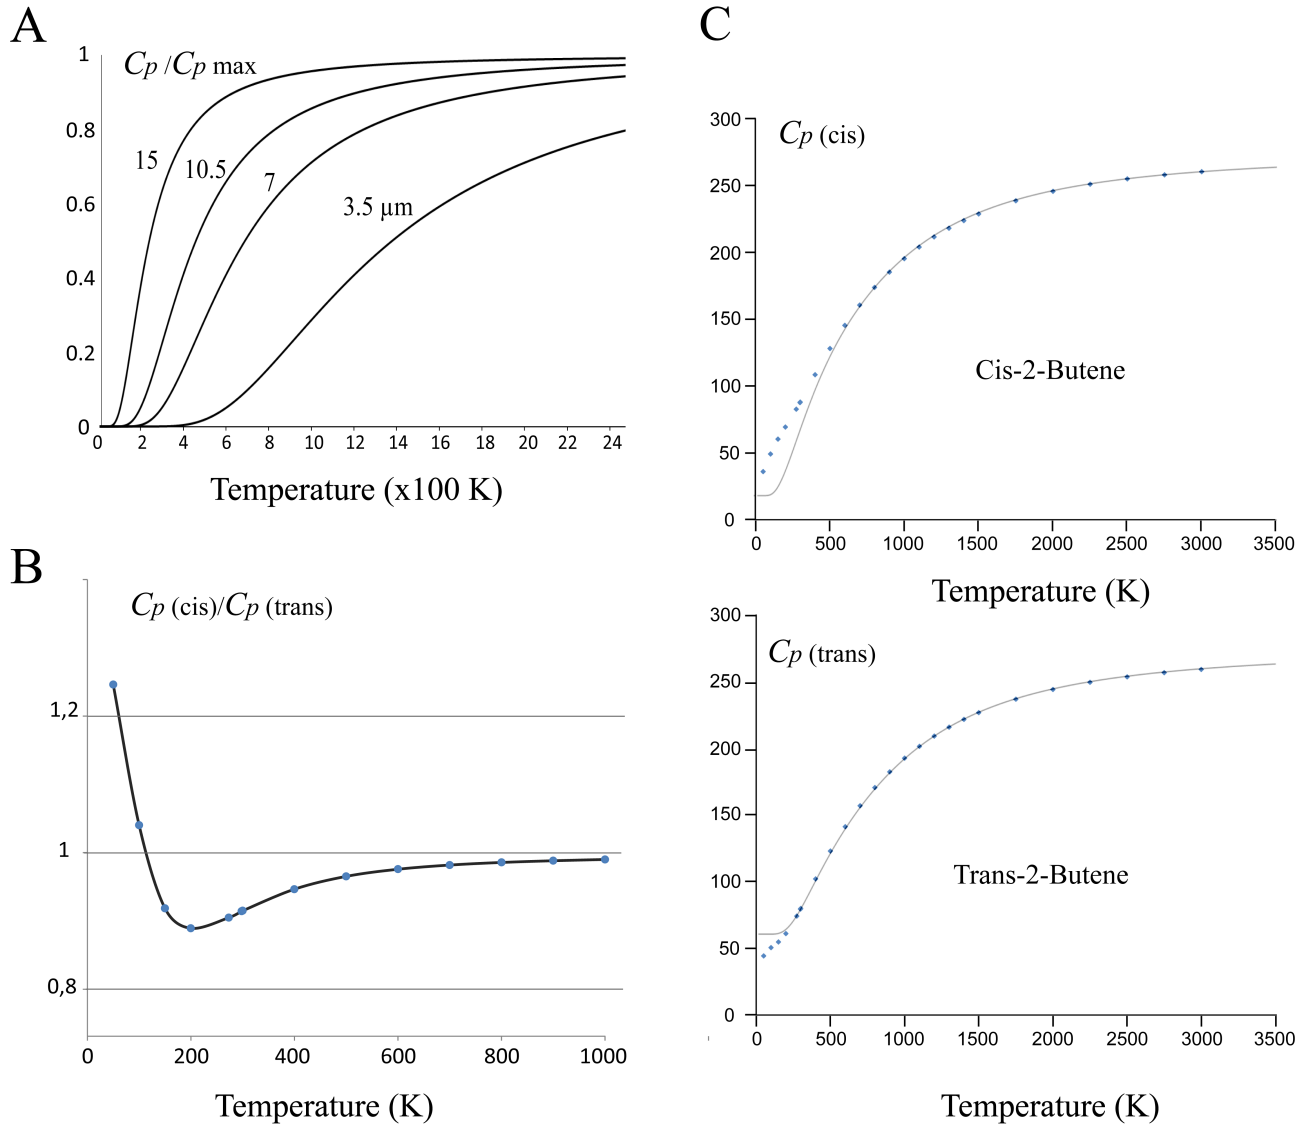 A
Cp /Cp max
1
0.8
0.6
0.4
0.2
0
15
10.5
7
3.5 µm
0 2 4 6 8 10 12 14 16 18 20 22 24
Temperature (x100 K)
B
Cp (cis)/Cp (trans)
1,2
1
0,8
0 200 400 600 800 1000
Temperature (K)
C
Cp (cis)
300
250
200
150
100
50
0
Cis-2-Butene
0 500 1000 1500 2000 2500 3000 3500
Temperature (K)
Cp (trans)
300
250
200
150
100
50
0
Trans-2-Butene
0 500 1000 1500 2000 2500 3000 3500
Temperature (K)